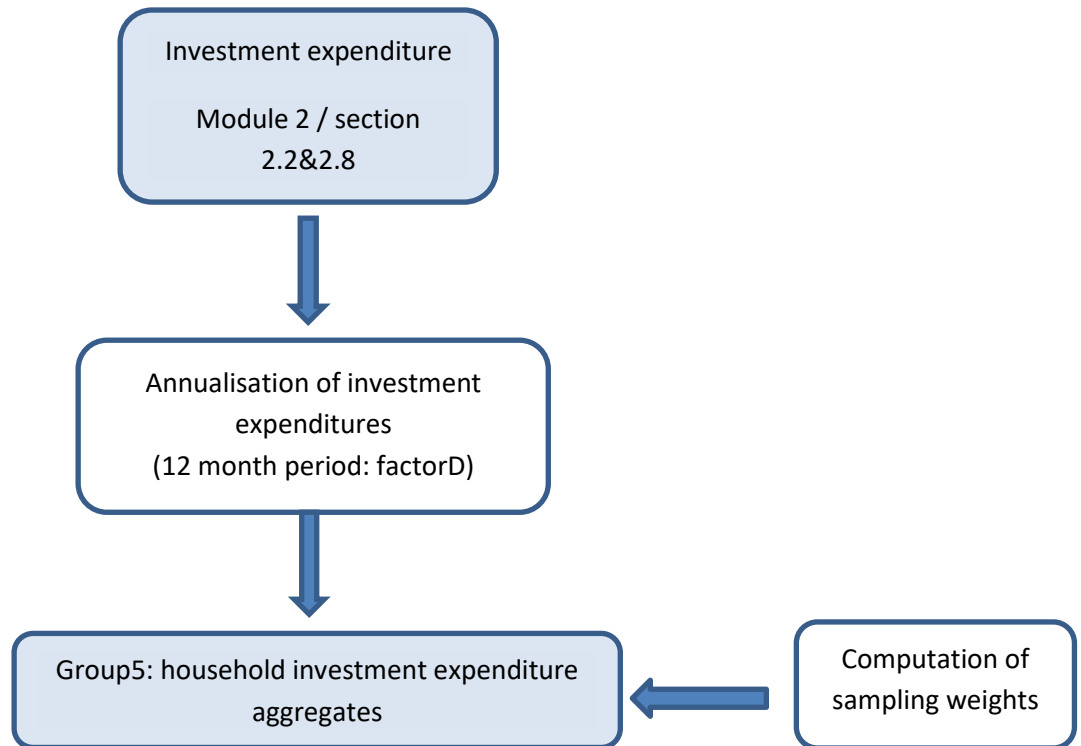 Investment expenditure
Module 2 / section
2.2&2.8
Annualisation of investment
expenditures
(12 month period: factorD)
Group5: household investment expenditure
aggregates
Computation of
sampling weights